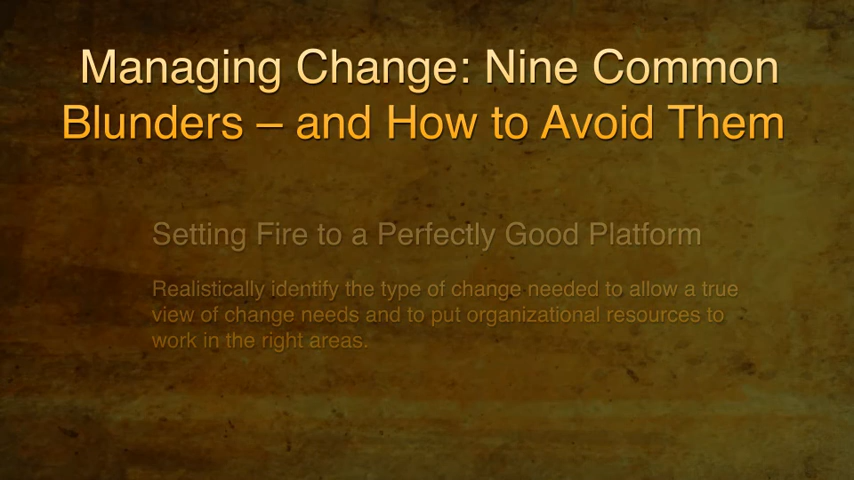 Managing Change: Nine Common
Blunders – and How to Avoid Them
Setting Fire to a Perfectly Good Platform
Realistically identify the type of change needed to allow a true
view of change needs and to put organizational resources to
work in the right areas.